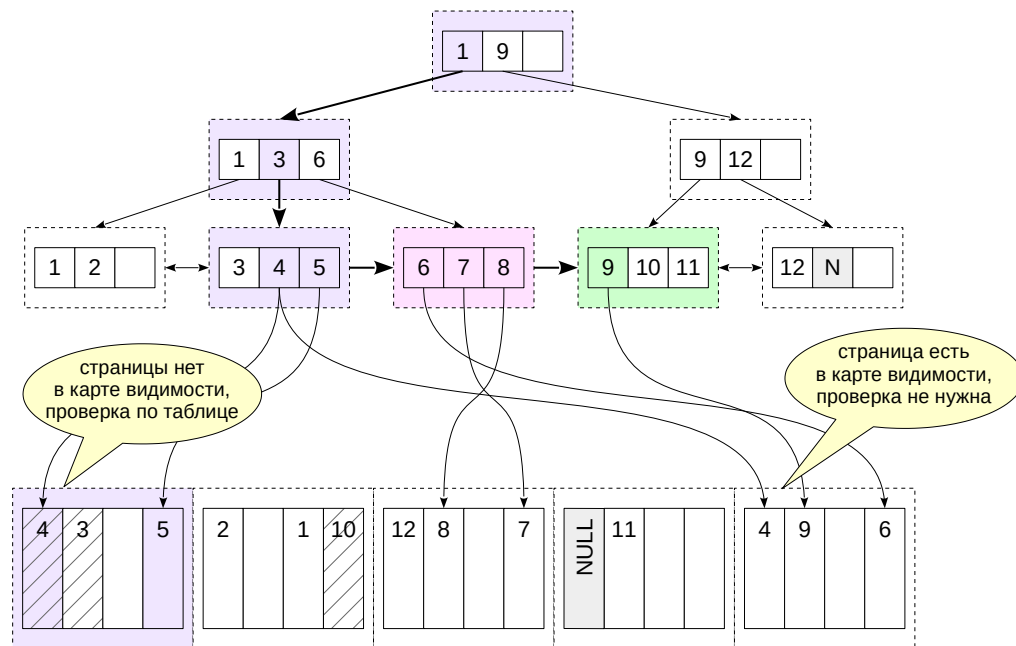 1 9
1 3 6
9 12
1 2
3 4 5
6 7 8
9 10 11
12 N
страницы нет
в карте видимости,
проверка по таблице
страница есть
в карте видимости,
проверка не нужна
4 3 5
2 1 10
12 8 7
NULL 11
4 9 6